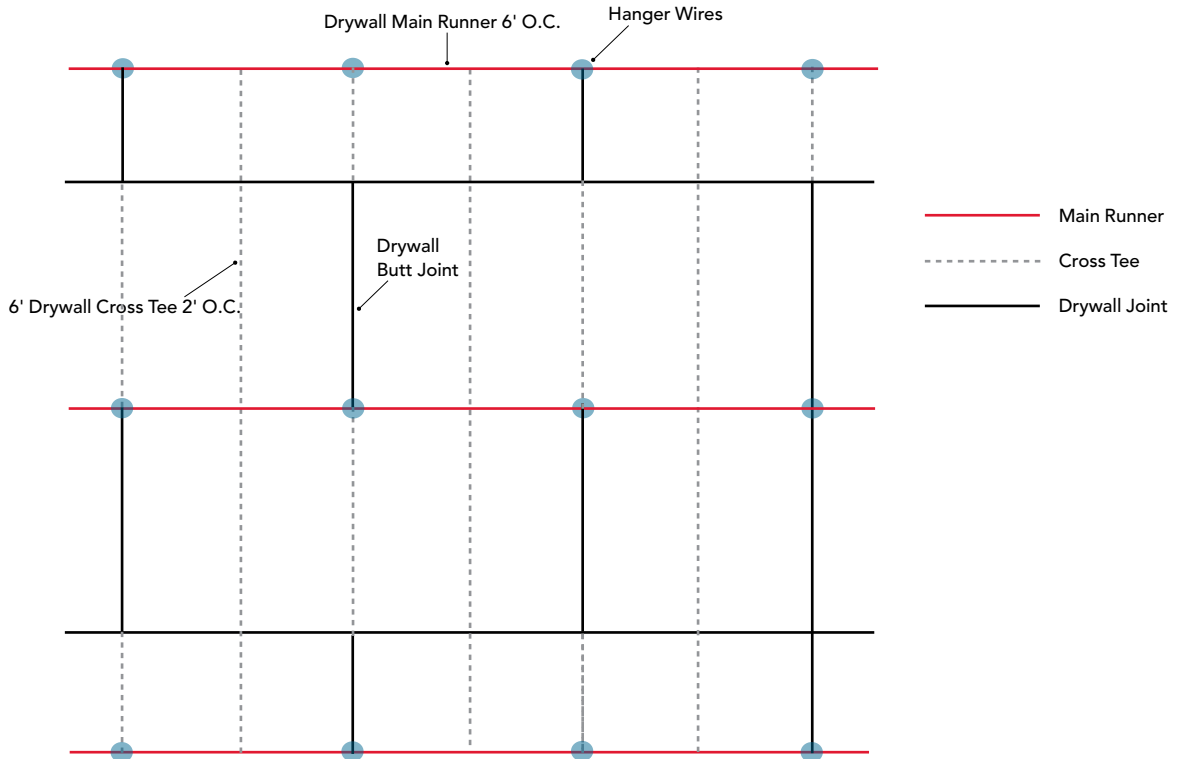 Drywall Main Runner 6' O.C.
Hanger Wires
Drywall
Butt Joint
6' Drywall Cross Tee 2' O.C.
Main Runner
Cross Tee
Drywall Joint